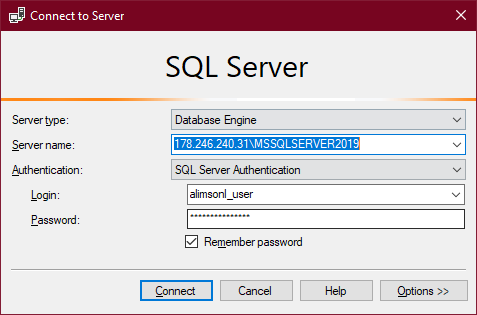 Connect to Server
SQL Server
Server type: Database Engine
Server name: 178.246.240.31\MSSQLSERVER2019
Authentication: SQL Server Authentication
Login: alimsonl_user
Password: ***************
Remember password
Connect Cancel Help Options >>